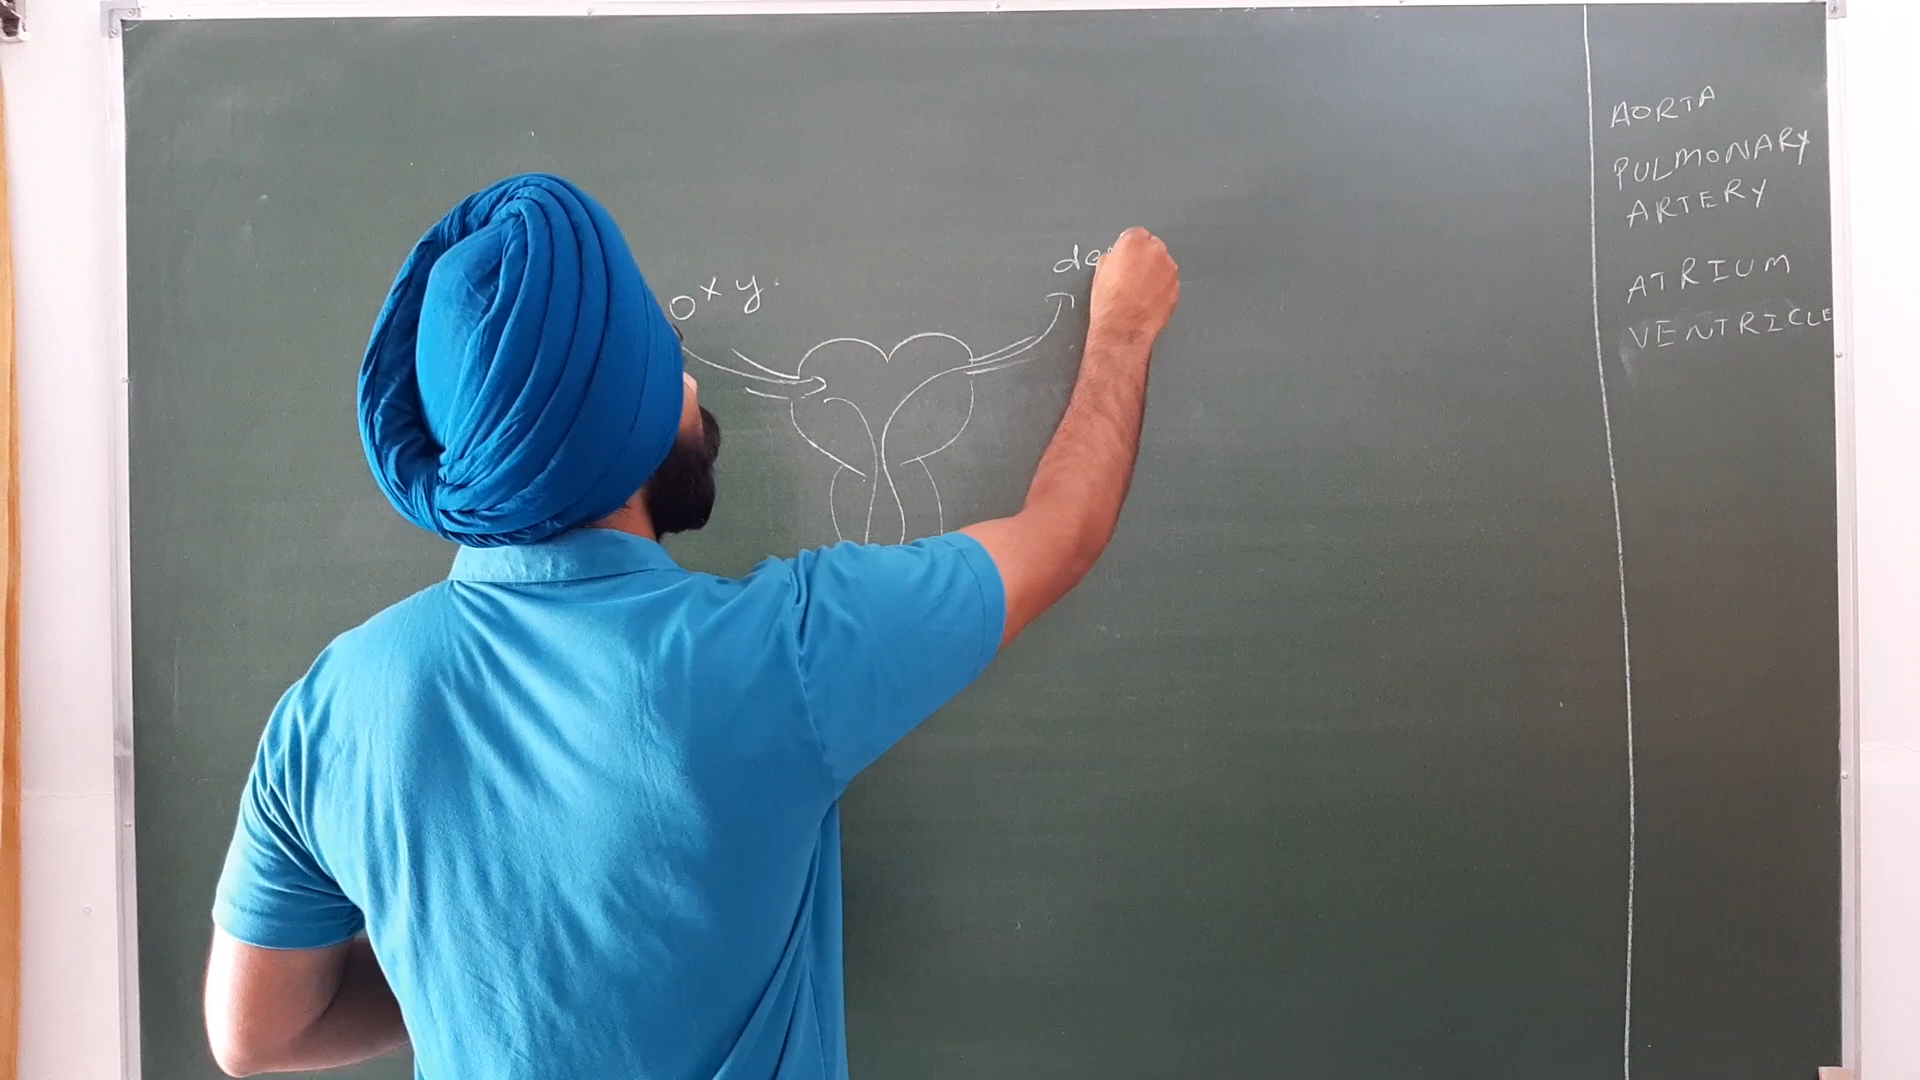 oxy.
de
AORTA
PULMONARY
ARTERY
ATRIUM
VENTRICLE